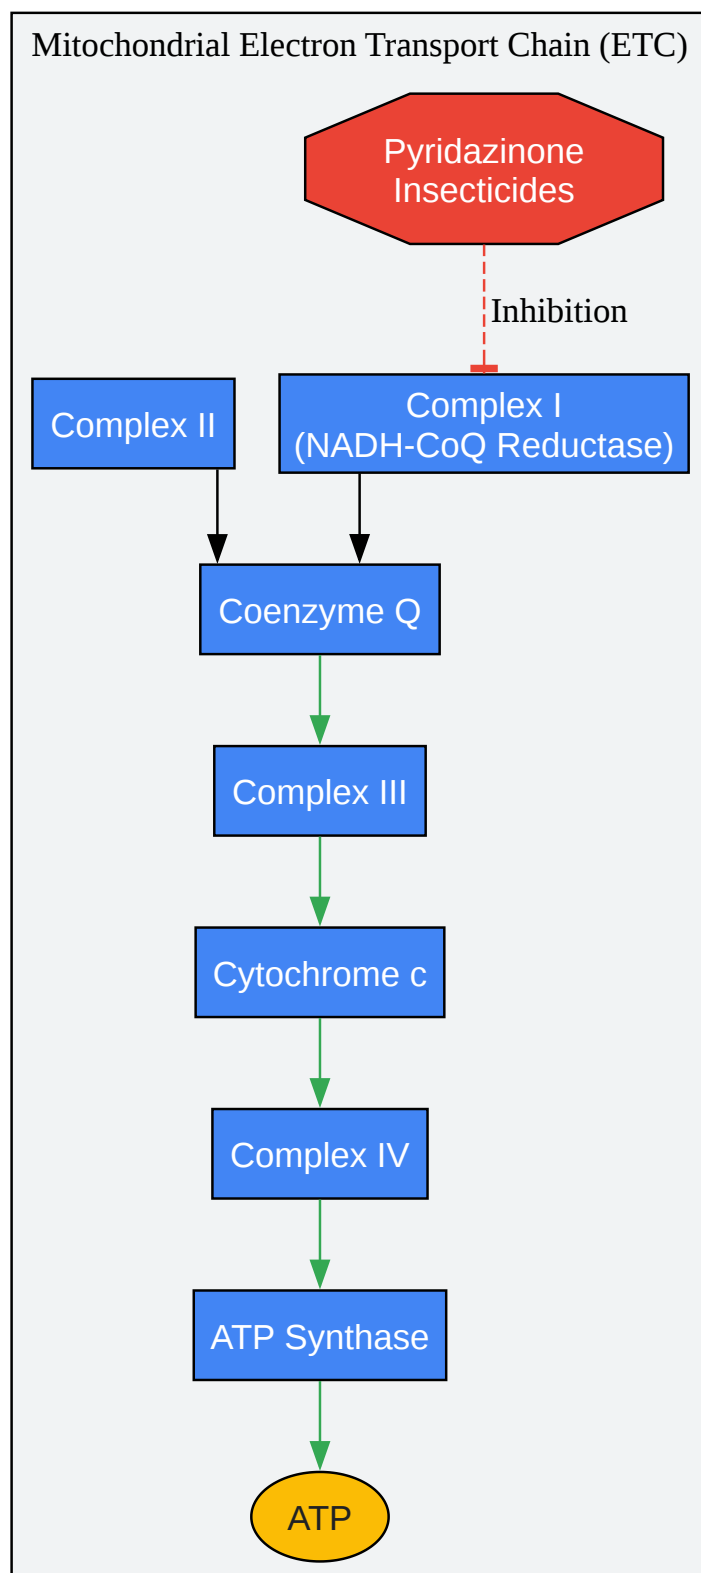 Mitochondrial Electron Transport Chain (ETC)
Pyridazinone
Insecticides
Inhibition
Complex II
Complex I
(NADH-CoQ Reductase)
Coenzyme Q
Complex III
Cytochrome c
Complex IV
ATP Synthase
ATP